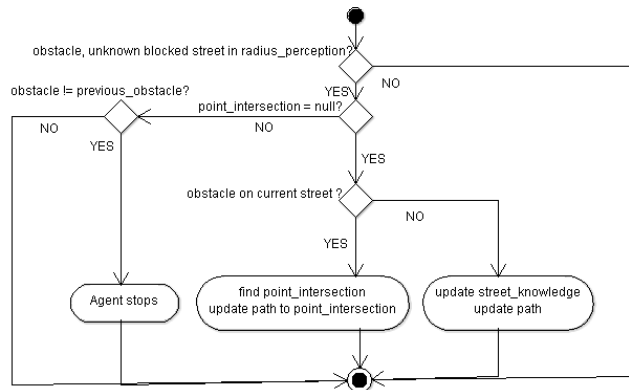 obstacle, unknown blocked street in radius_perception?
NO
obstacle != previous_obstacle?
YES
point_intersection = null?
NO
NO
YES
YES
obstacle on current street ?
NO
YES
Agent stops
find point_intersection
update path to point_intersection
update street_knowledge
update path